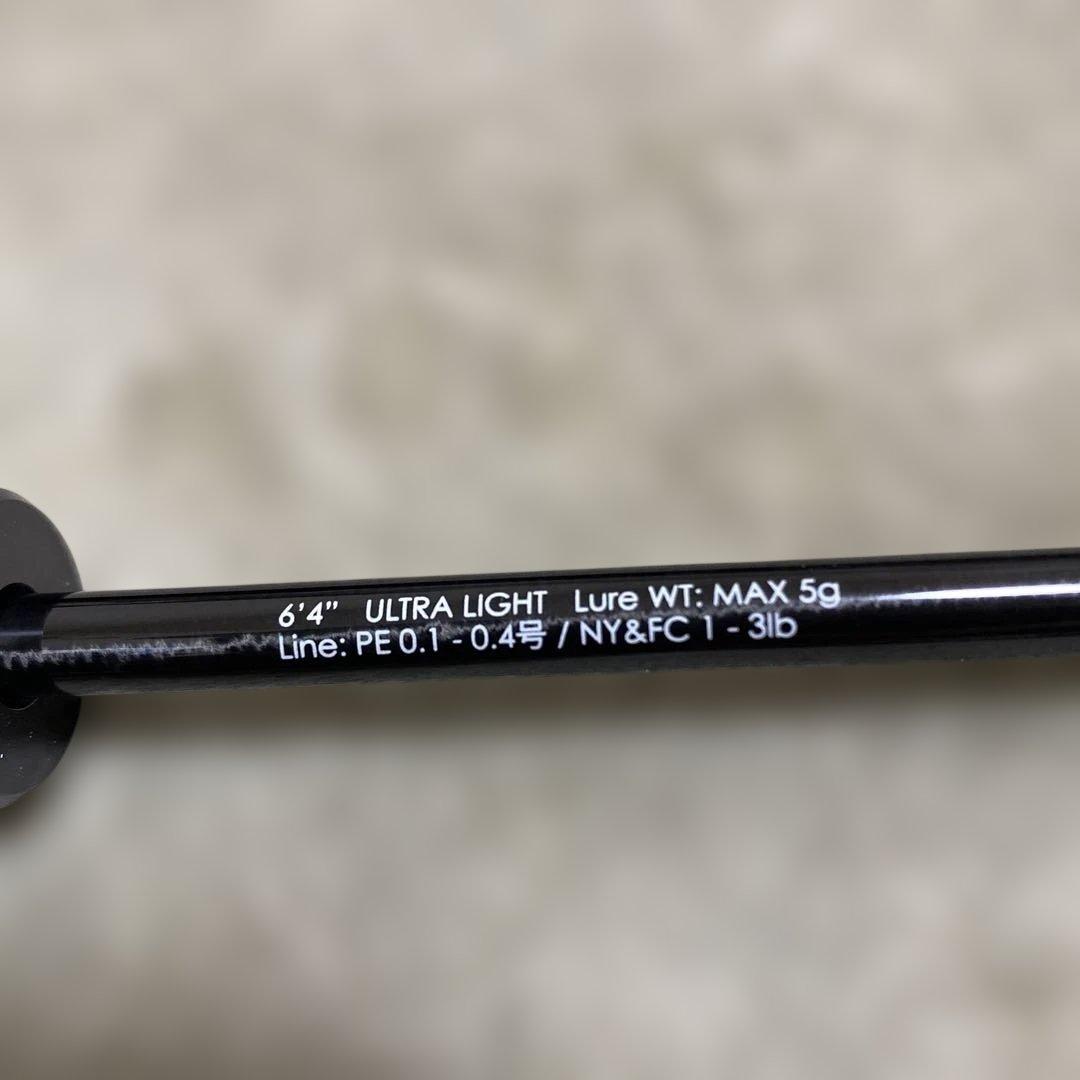 6'4" ULTRA LIGHT Lure WT: MAX 5g
Line: PE 0.1 - 0.4号 / NY&FC 1 - 3lb